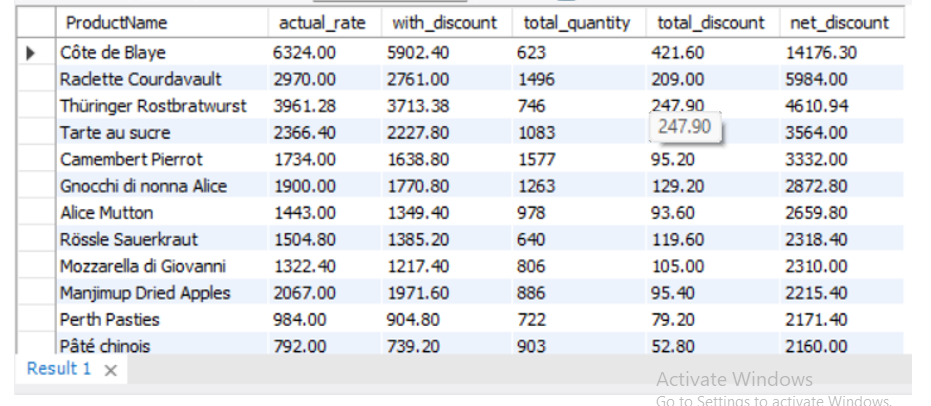 ProductName actual_rate with_discount total_quantity total_discount net_discount
Côte de Blaye 6324.00 5902.40 623 421.60 14176.30
Raclette Courdavault 2970.00 2761.00 1496 209.00 5984.00
Thüringer Rostbratwurst 3961.28 3713.38 746 247.90 4610.94
Tarte au sucre 2366.40 2227.80 1083 247.90 3564.00
Camembert Pierrot 1734.00 1638.80 1577 95.20 3332.00
Gnocchi di nonna Alice 1900.00 1770.80 1263 129.20 2872.80
Alice Mutton 1443.00 1349.40 978 93.60 2659.80
Rössle Sauerkraut 1504.80 1385.20 640 119.60 2318.40
Mozzarella di Giovanni 1322.40 1217.40 806 105.00 2310.00
Manjimup Dried Apples 2067.00 1971.60 886 95.40 2215.40
Perth Pasties 984.00 904.80 722 79.20 2171.40
Pâté chinois 792.00 739.20 903 52.80 2160.00
Result 1
Activate Windows
Go to Settings to activate Windows.